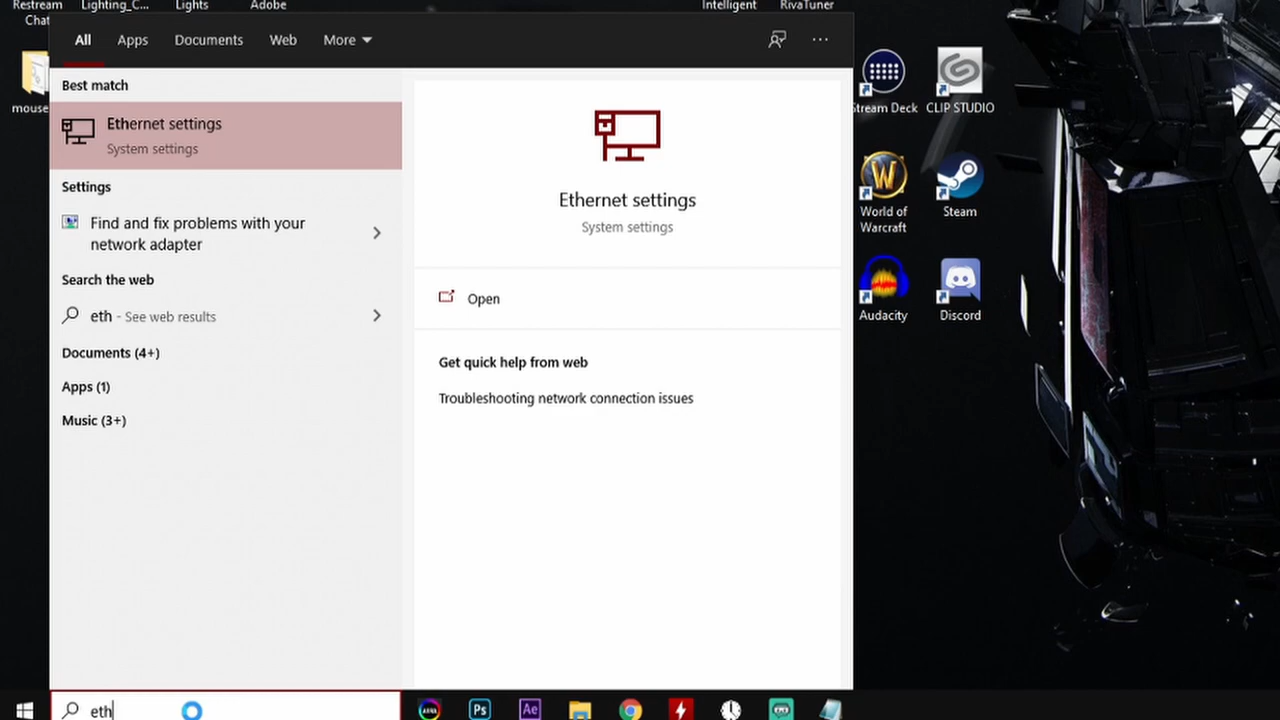 Restream
Chat
Lighting_C...
Lights
Adobe
Intelligent
RivaTuner
All
Apps
Documents
Web
More
mouse
Best match
Ethernet settings
System settings
Settings
Find and fix problems with your
network adapter
Search the web
eth - See web results
Documents (4+)
Apps (1)
Music (3+)
Ethernet settings
System settings
Open
Get quick help from web
Troubleshooting network connection issues
Stream Deck
CLIP STUDIO
World of
Warcraft
Steam
Audacity
Discord
eth
Ps
Ae